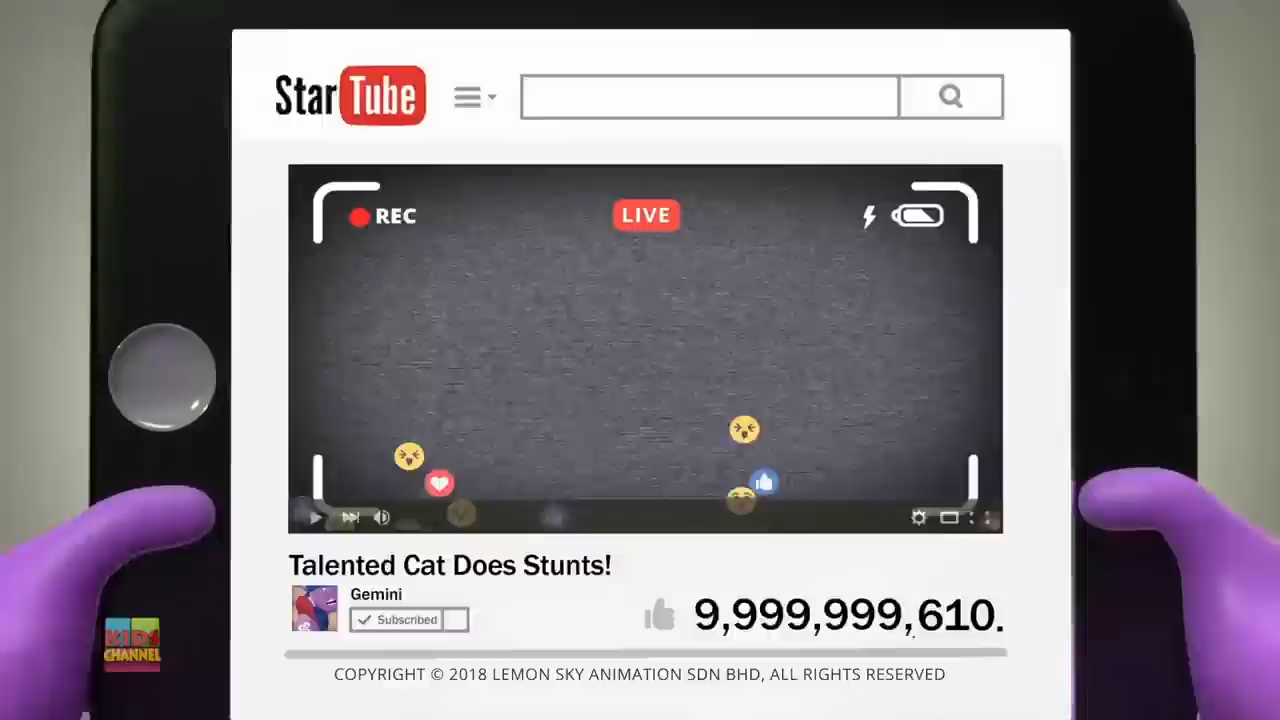 StarTube
REC
LIVE
Talented Cat Does Stunts!
Gemini
Subscribed
9,999,999,610.
COPYRIGHT © 2018 LEMON SKY ANIMATION SDN BHD, ALL RIGHTS RESERVED
KIDS
CHANNEL